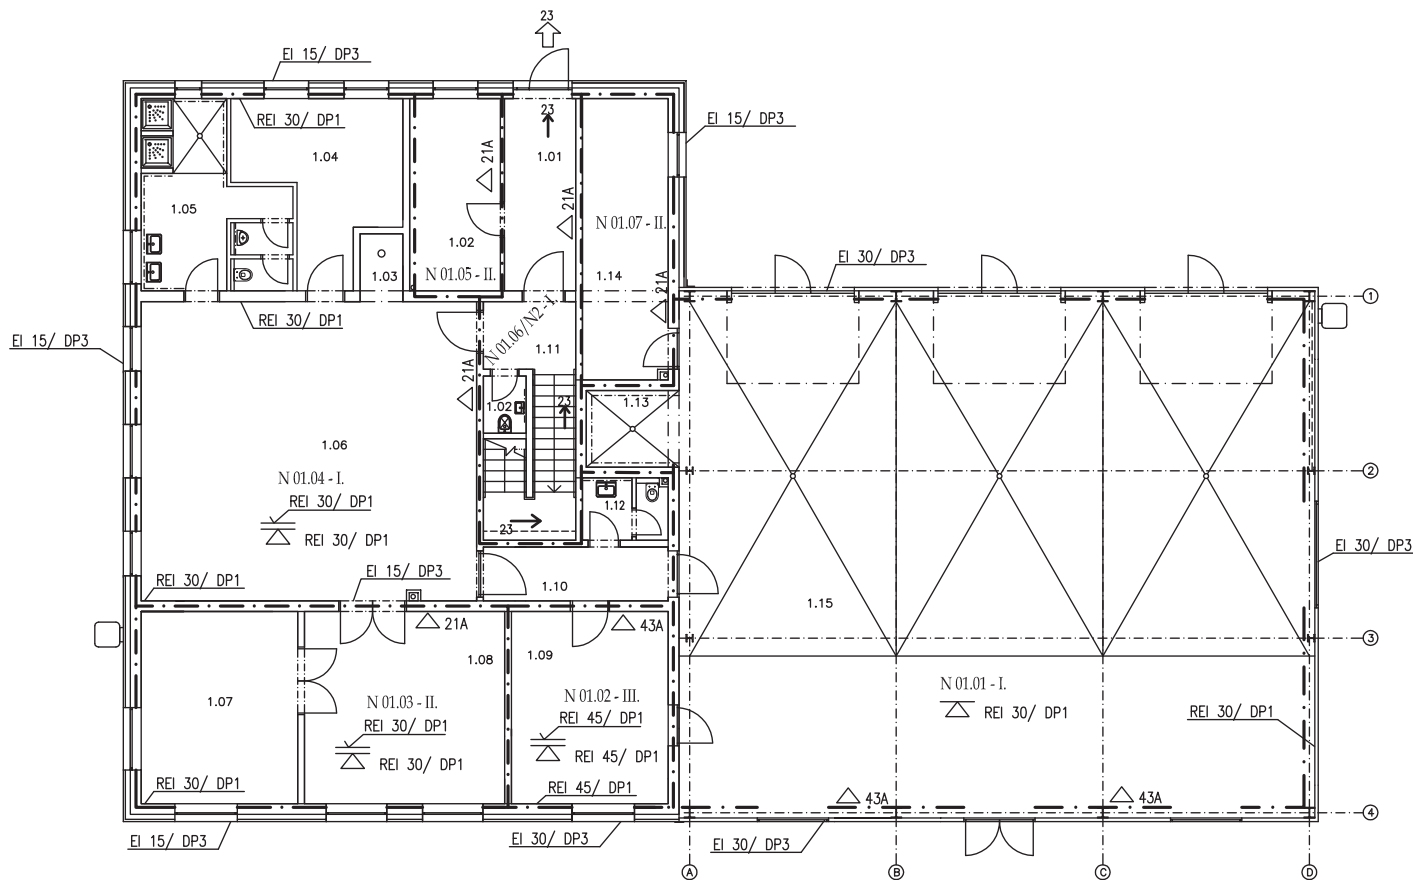 23
EI 15/ DP3
23
REI 30/ DP1
EI 15/ DP3
1.04
1.01
21A
1.05
21A
N 01.07 - II.
1.02
1.03
N 01.05 - II.
1.14
EI 30/ DP3
21A
1
REI 30/ DP1
N 01.06/N2 - I.
EI 15/ DP3
1.11
21A
1.02
23
1.13
1.06
2
N 01.04 - I.
REI 30/ DP1
1.12
23
REI 30/ DP1
EI 30/ DP3
EI 15/ DP3
REI 30/ DP1
1.10
1.15
21A
43A
3
1.08
1.09
N 01.01 - I.
1.07
N 01.03 - II.
N 01.02 - III.
REI 30/ DP1
REI 30/ DP1
REI 30/ DP1
REI 45/ DP1
REI 30/ DP1
REI 45/ DP1
REI 30/ DP1
REI 45/ DP1
43A
43A
4
EI 15/ DP3
EI 30/ DP3
EI 30/ DP3
A
B
C
D